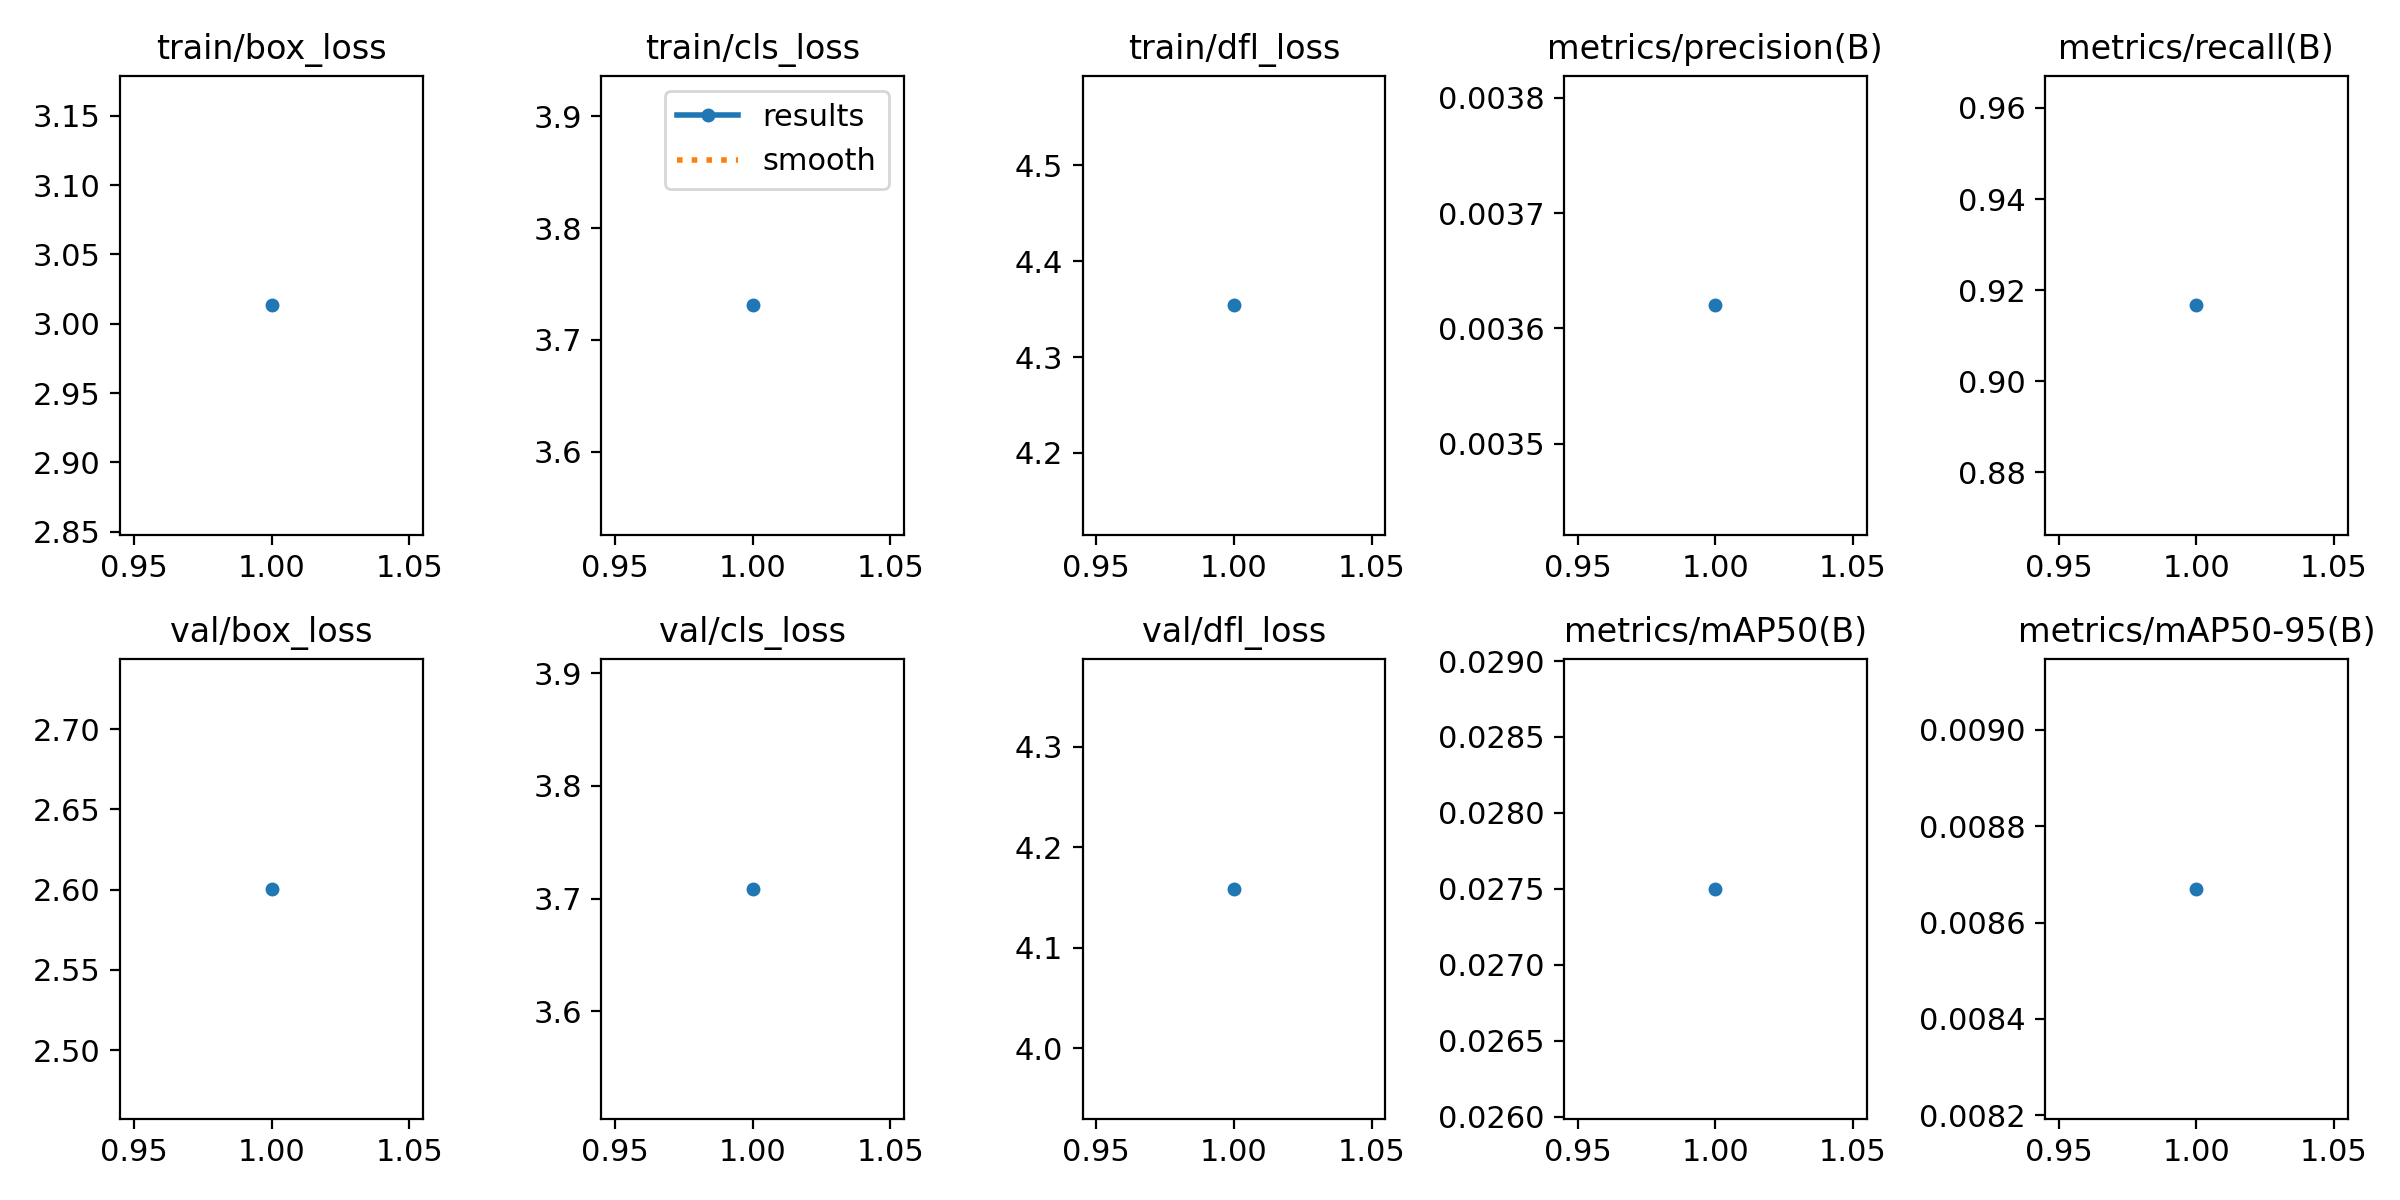 train/box_loss
3.15
3.10
3.05
3.00
2.95
2.90
2.85
0.95 1.00 1.05
train/cls_loss
results
smooth
3.9
3.8
3.7
3.6
0.95 1.00 1.05
train/dfl_loss
4.5
4.4
4.3
4.2
0.95 1.00 1.05
metrics/precision(B)
0.0038
0.0037
0.0036
0.0035
0.95 1.00 1.05
metrics/recall(B)
0.96
0.94
0.92
0.90
0.88
0.95 1.00 1.05
val/box_loss
2.70
2.65
2.60
2.55
2.50
0.95 1.00 1.05
val/cls_loss
3.9
3.8
3.7
3.6
0.95 1.00 1.05
val/dfl_loss
4.3
4.2
4.1
4.0
0.95 1.00 1.05
metrics/mAP50(B)
0.0290
0.0285
0.0280
0.0275
0.0270
0.0265
0.0260
0.95 1.00 1.05
metrics/mAP50-95(B)
0.0090
0.0088
0.0086
0.0084
0.0082
0.95 1.00 1.05